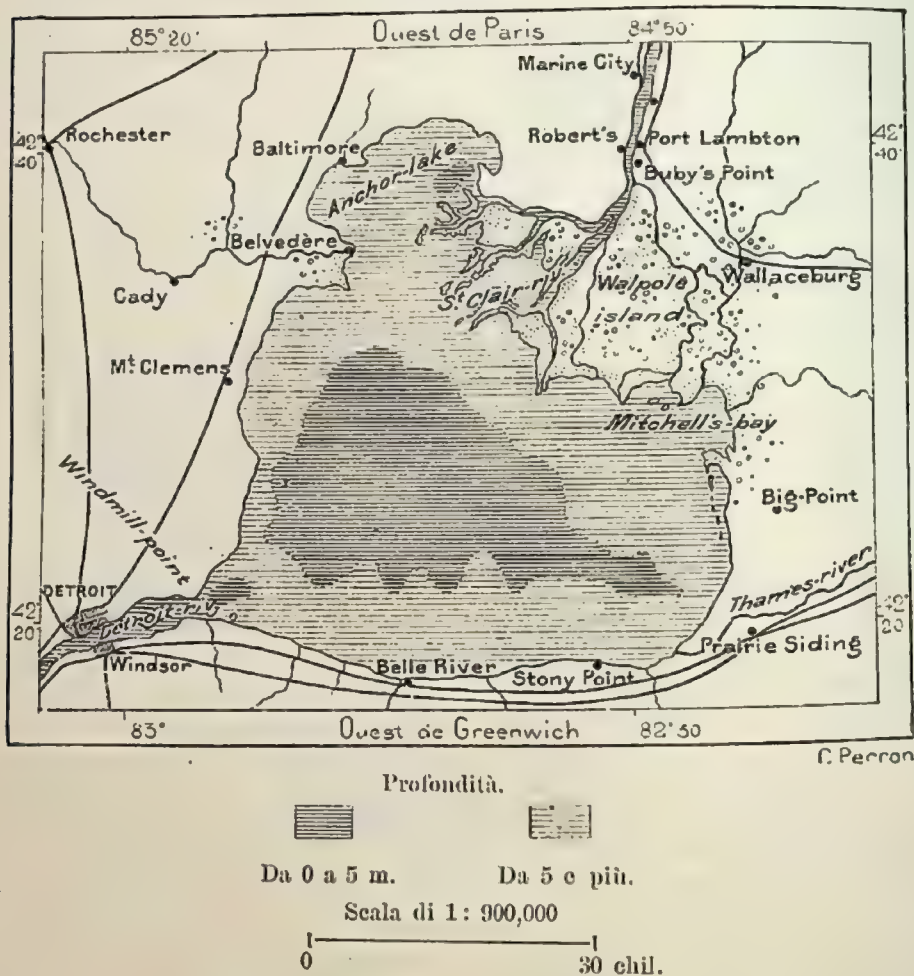 85°20' Ouest de Paris 84°50'
Marine City
Rochester
42° 40'
Baltimore
Robert's
Port Lambton
42° 40'
Anchor-lake
Buby's Point
Belvedère
Cady
St Clair-r.
Walpole island
Wallaceburg
Mt. Clemens
Mitchell's-bay
Windmill-point
Big-Point
DETROIT
42° 20'
Detroit-riv.
Thames-river
42° 20'
Windsor
Belle River
Stony Point
Prairie Siding
83° Ouest de Greenwich 82°30'
C. Perron
Profondità.
Da 0 a 5 m. Da 5 e più.
Scala di 1: 900,000
0 30 chil.